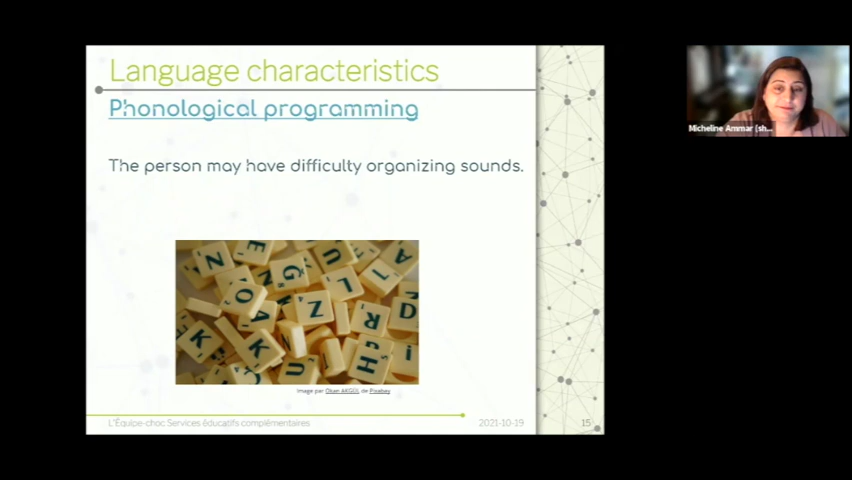 Language characteristics
Phonological programming
The person may have difficulty organizing sounds.
N
E
G
U
L
A
O
Z
R
D
A
K
K
H
U
i
Image par Okan AKGÜL de Pixabay
L'Équipe-choc Services éducatifs complémentaires
2021-10-19
15
Micheline Ammar (sh...